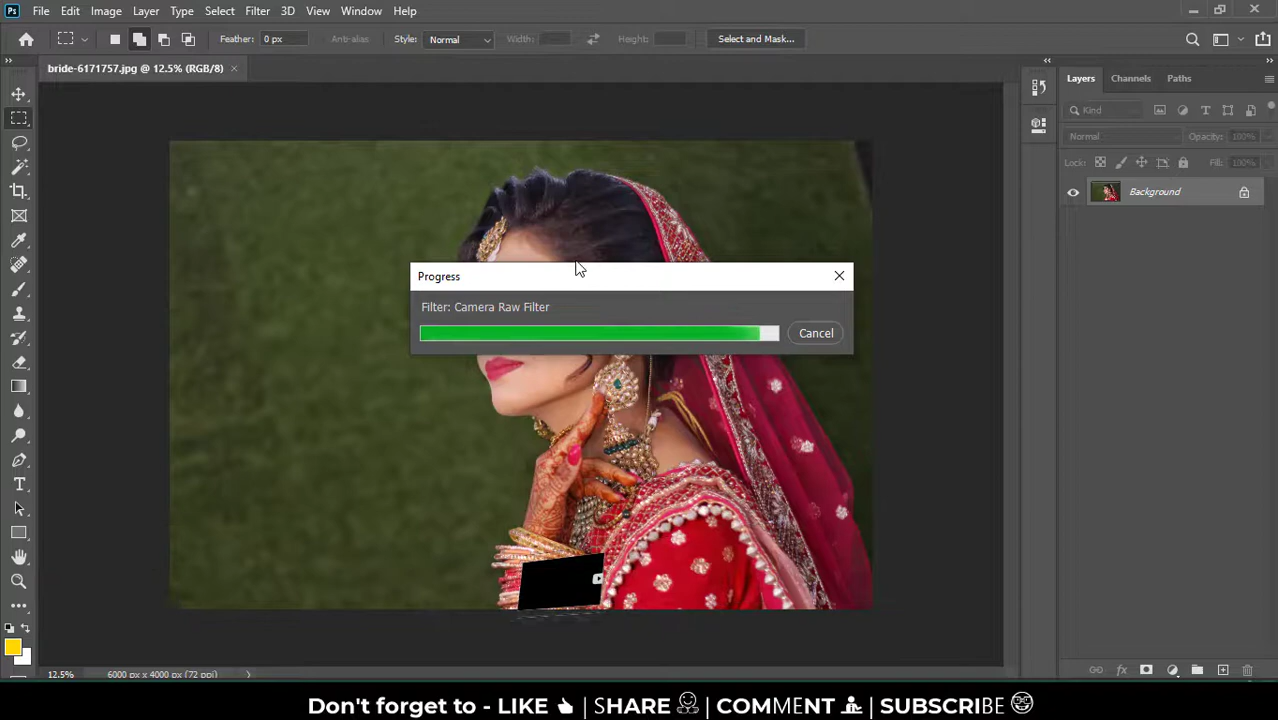 Ps File Edit Image Layer Type Select Filter 3D View Window Help
Feather: 0 px Anti-alias Style: Normal Width: Height: Select and Mask...
bride-6171757.jpg @ 12.5% (RGB/8) ×
Layers Channels Paths
Kind
Normal Opacity: 100%
Lock: Fill: 100%
Background
Progress
Filter: Camera Raw Filter
Cancel
12.5% 6000 px x 4000 px (72 ppi)
Don't forget to - LIKE | SHARE | COMMENT | SUBSCRIBE